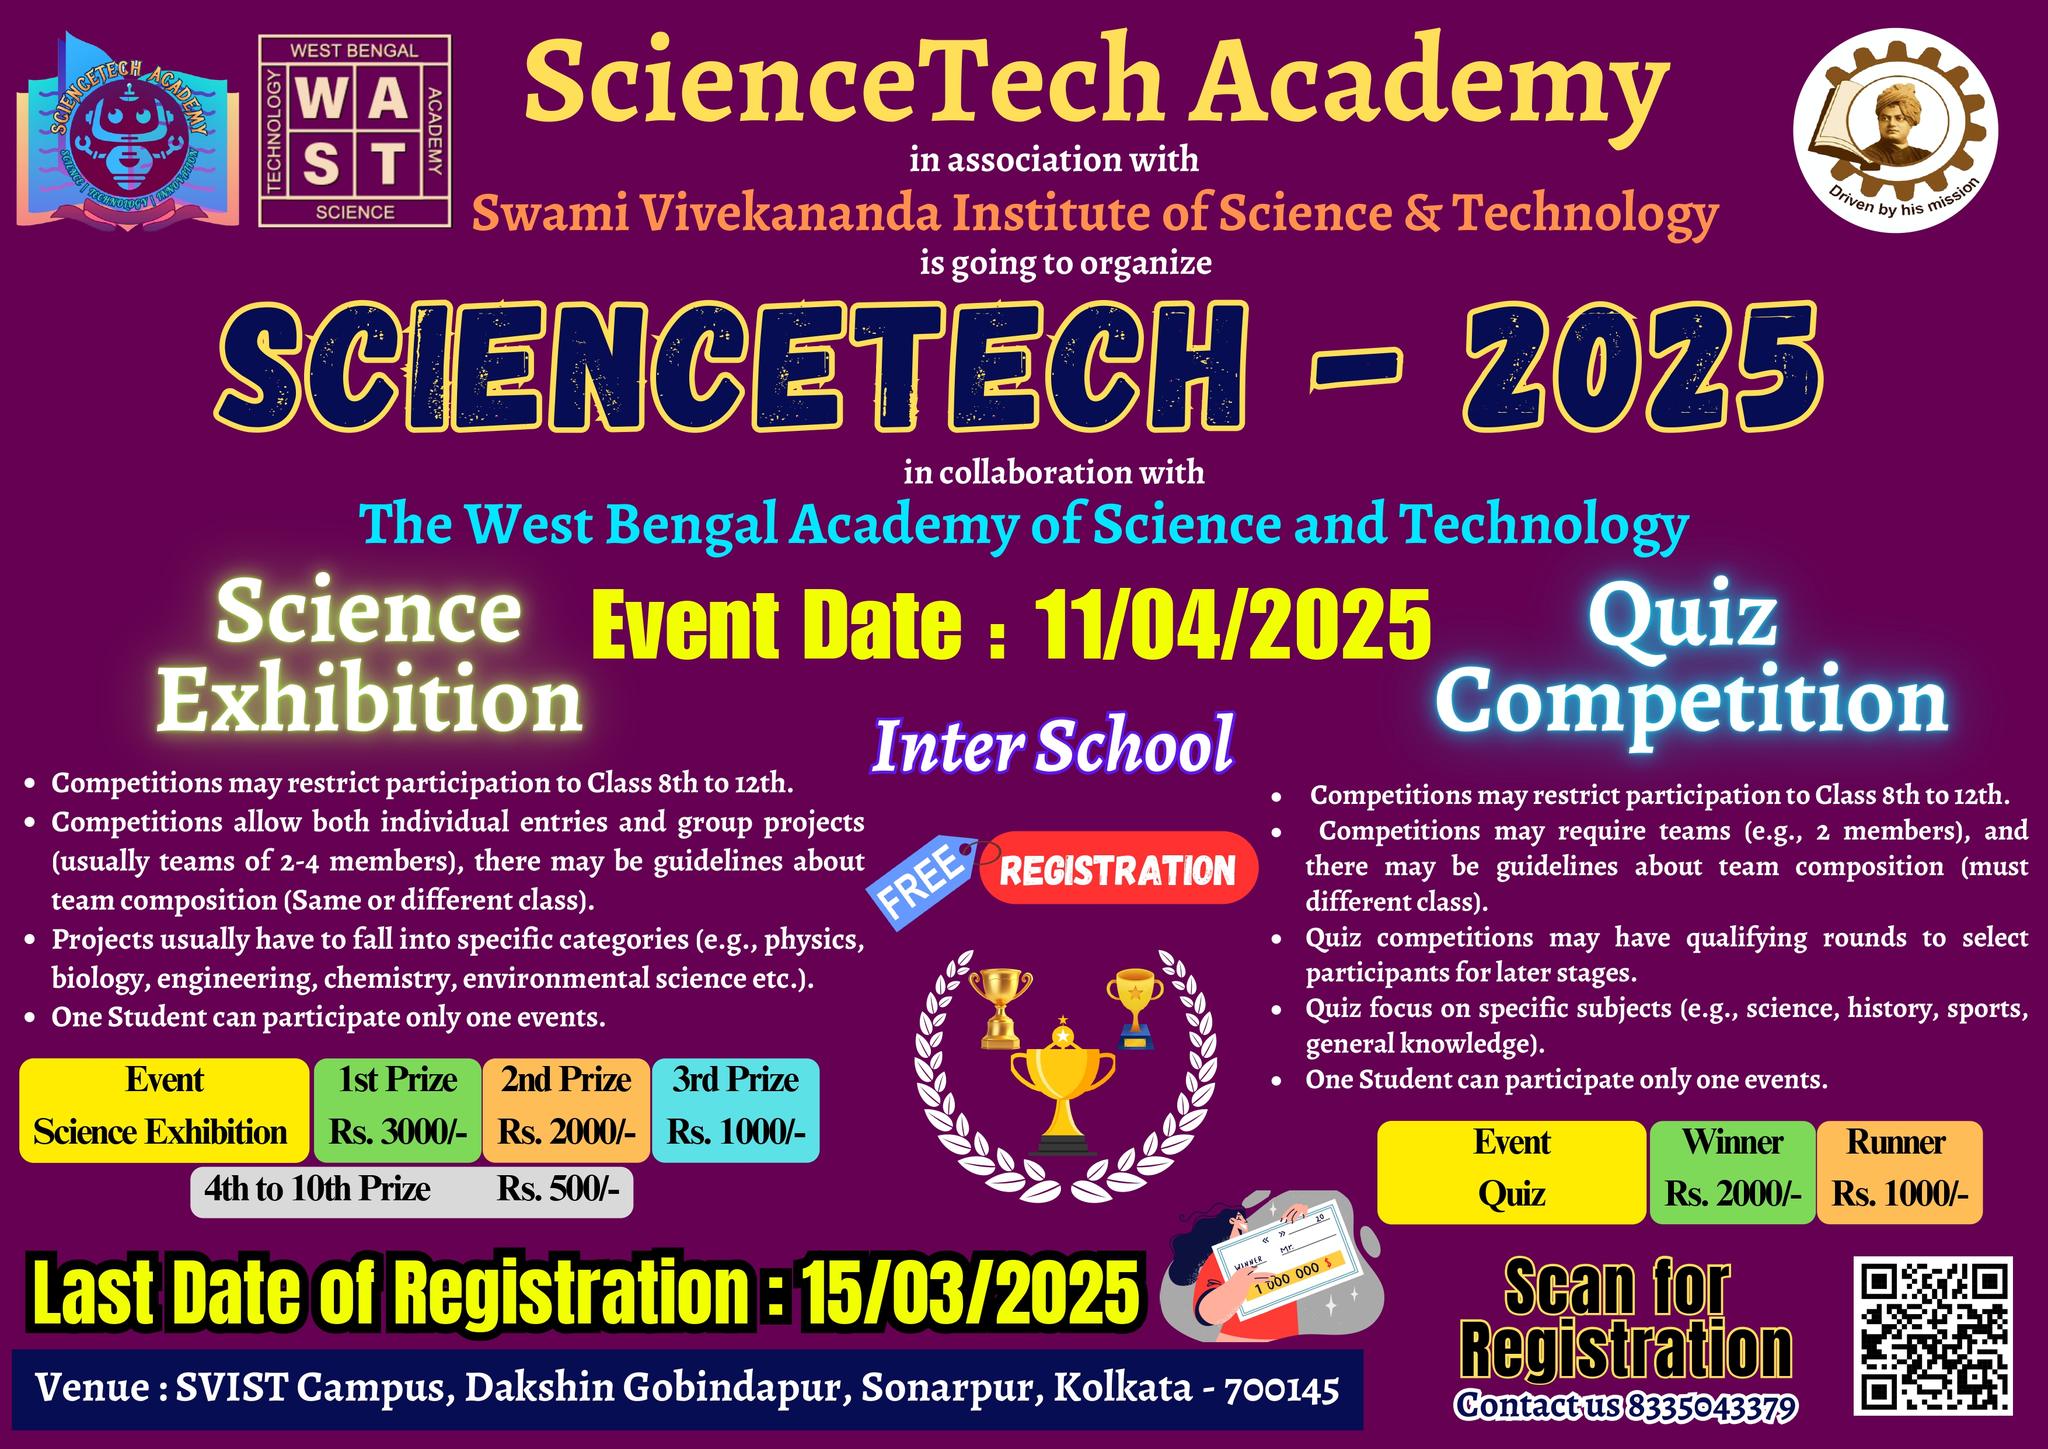 SCIENCETECH ACADEMY
SCIENCE | TECHNOLOGY | INNOVATION
WEST BENGAL
TECHNOLOGY
WA
ST
ACADEMY
SCIENCE
ScienceTech Academy
in association with
Swami Vivekananda Institute of Science & Technology
is going to organize
Driven by his mission
SCIENCETECH - 2025
in collaboration with
The West Bengal Academy of Science and Technology
Event Date : 11/04/2025
Inter School
FREE
REGISTRATION
Science
Exhibition
• Competitions may restrict participation to Class 8th to 12th.
• Competitions allow both individual entries and group projects
(usually teams of 2-4 members), there may be guidelines about
team composition (Same or different class).
• Projects usually have to fall into specific categories (e.g., physics,
biology, engineering, chemistry, environmental science etc.).
• One Student can participate only one events.
Event 1st Prize 2nd Prize 3rd Prize
Science Exhibition Rs. 3000/- Rs. 2000/- Rs. 1000/-
4th to 10th Prize Rs. 500/-
Quiz
Competition
• Competitions may restrict participation to Class 8th to 12th.
• Competitions may require teams (e.g., 2 members), and
there may be guidelines about team composition (must
different class).
• Quiz competitions may have qualifying rounds to select
participants for later stages.
• Quiz focus on specific subjects (e.g., science, history, sports,
general knowledge).
• One Student can participate only one events.
Event Winner Runner
Quiz Rs. 2000/- Rs. 1000/-
20
Mr.
WINNER
1 000 000 $
Last Date of Registration : 15/03/2025
Venue : SVIST Campus, Dakshin Gobindapur, Sonarpur, Kolkata - 700145
Scan for
Registration
Contact us 8335043379